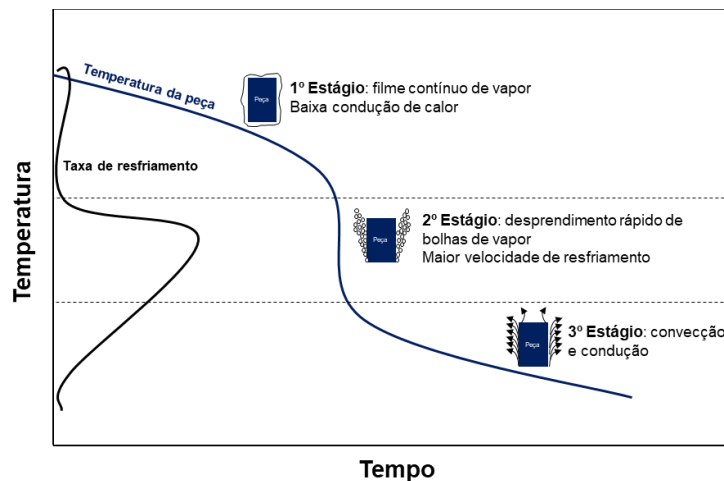 Temperatura da peça
Peça
1º Estágio: filme contínuo de vapor
Baixa condução de calor
Taxa de resfriamento
Temperatura
Peça
2º Estágio: desprendimento rápido de
bolhas de vapor
Maior velocidade de resfriamento
Peça
3º Estágio: convecção
e condução
Tempo